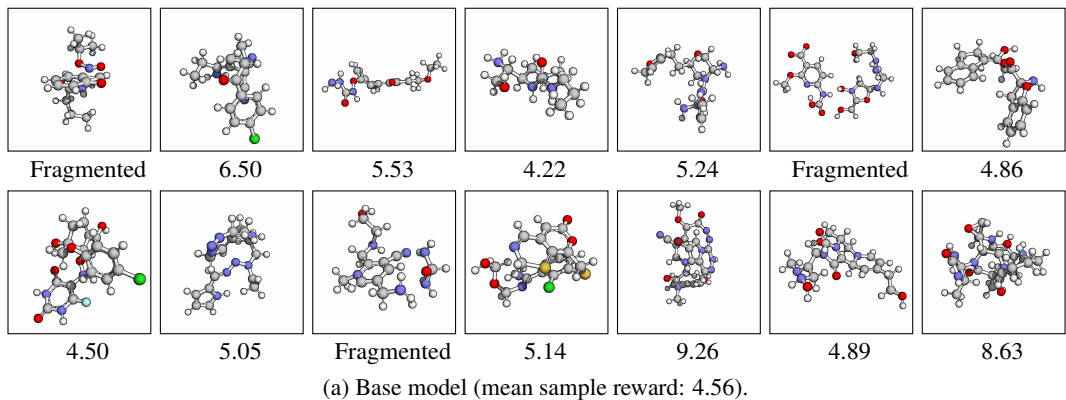 Fragmented 6.50 5.53 4.22 5.24 Fragmented 4.86
4.50 5.05 Fragmented 5.14 9.26 4.89 8.63
(a) Base model (mean sample reward: 4.56).